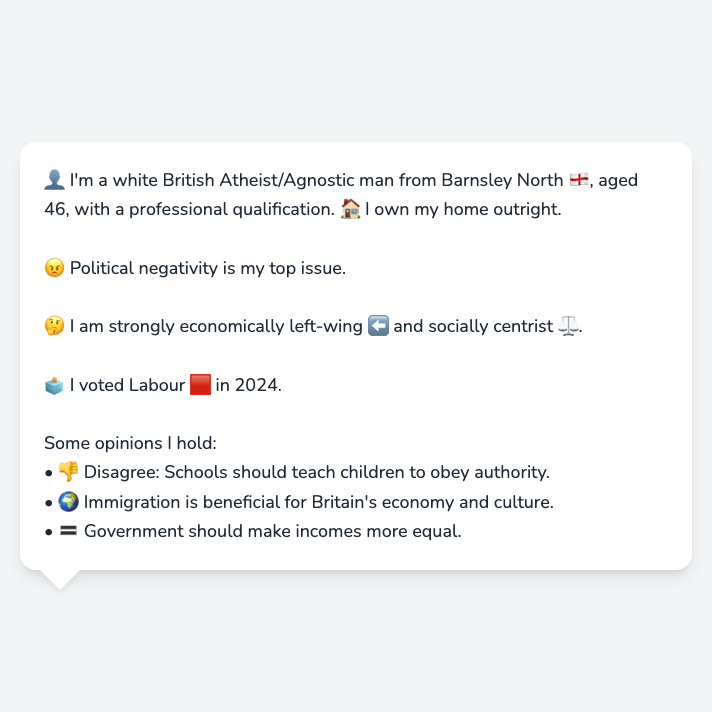 👤 I'm a white British Atheist/Agnostic man from Barnsley North 🏴󠁧󠁢󠁥󠁮󠁧󠁿, aged
46, with a professional qualification. 🏠 I own my home outright.
😠 Political negativity is my top issue.
🤔 I am strongly economically left-wing ⬅️ and socially centrist ⚖️.
🗳️ I voted Labour 🟥 in 2024.
Some opinions I hold:
• 👎 Disagree: Schools should teach children to obey authority.
• 🌍 Immigration is beneficial for Britain's economy and culture.
• 🟰 Government should make incomes more equal.